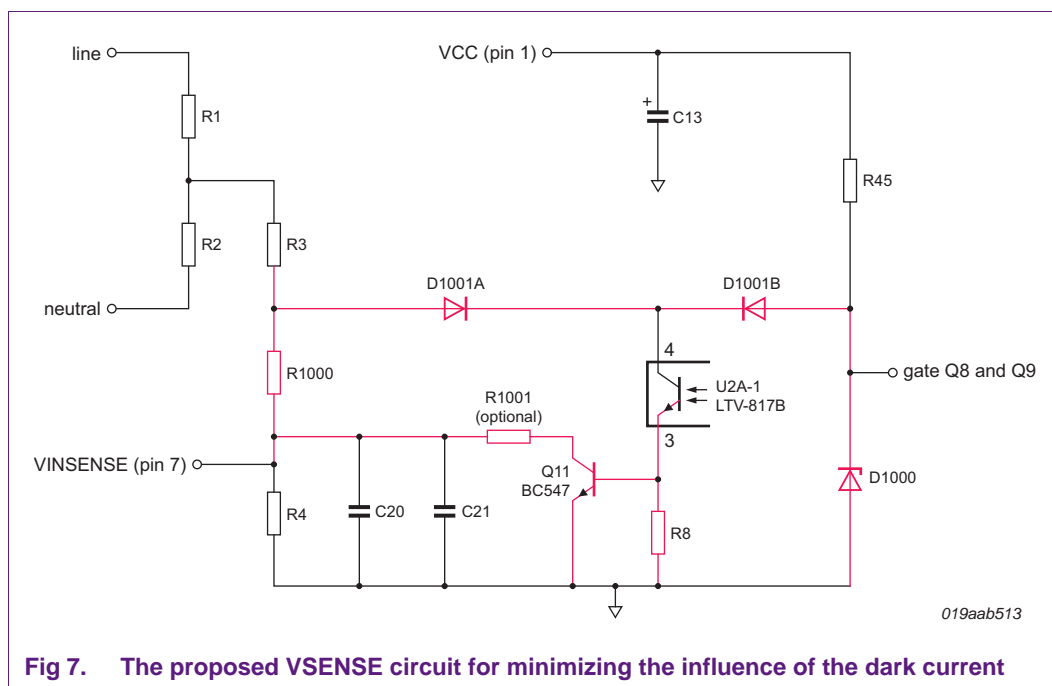 line
VCC (pin 1)
R1
+
C13
R45
R2
R3
D1001A
D1001B
neutral
4
R1000
U2A-1
LTV-817B
gate Q8 and Q9
R1001
(optional)
3
VINSENSE (pin 7)
Q11
BC547
D1000
R4
C20
C21
R8
019aab513
Fig 7. The proposed VSENSE circuit for minimizing the influence of the dark current